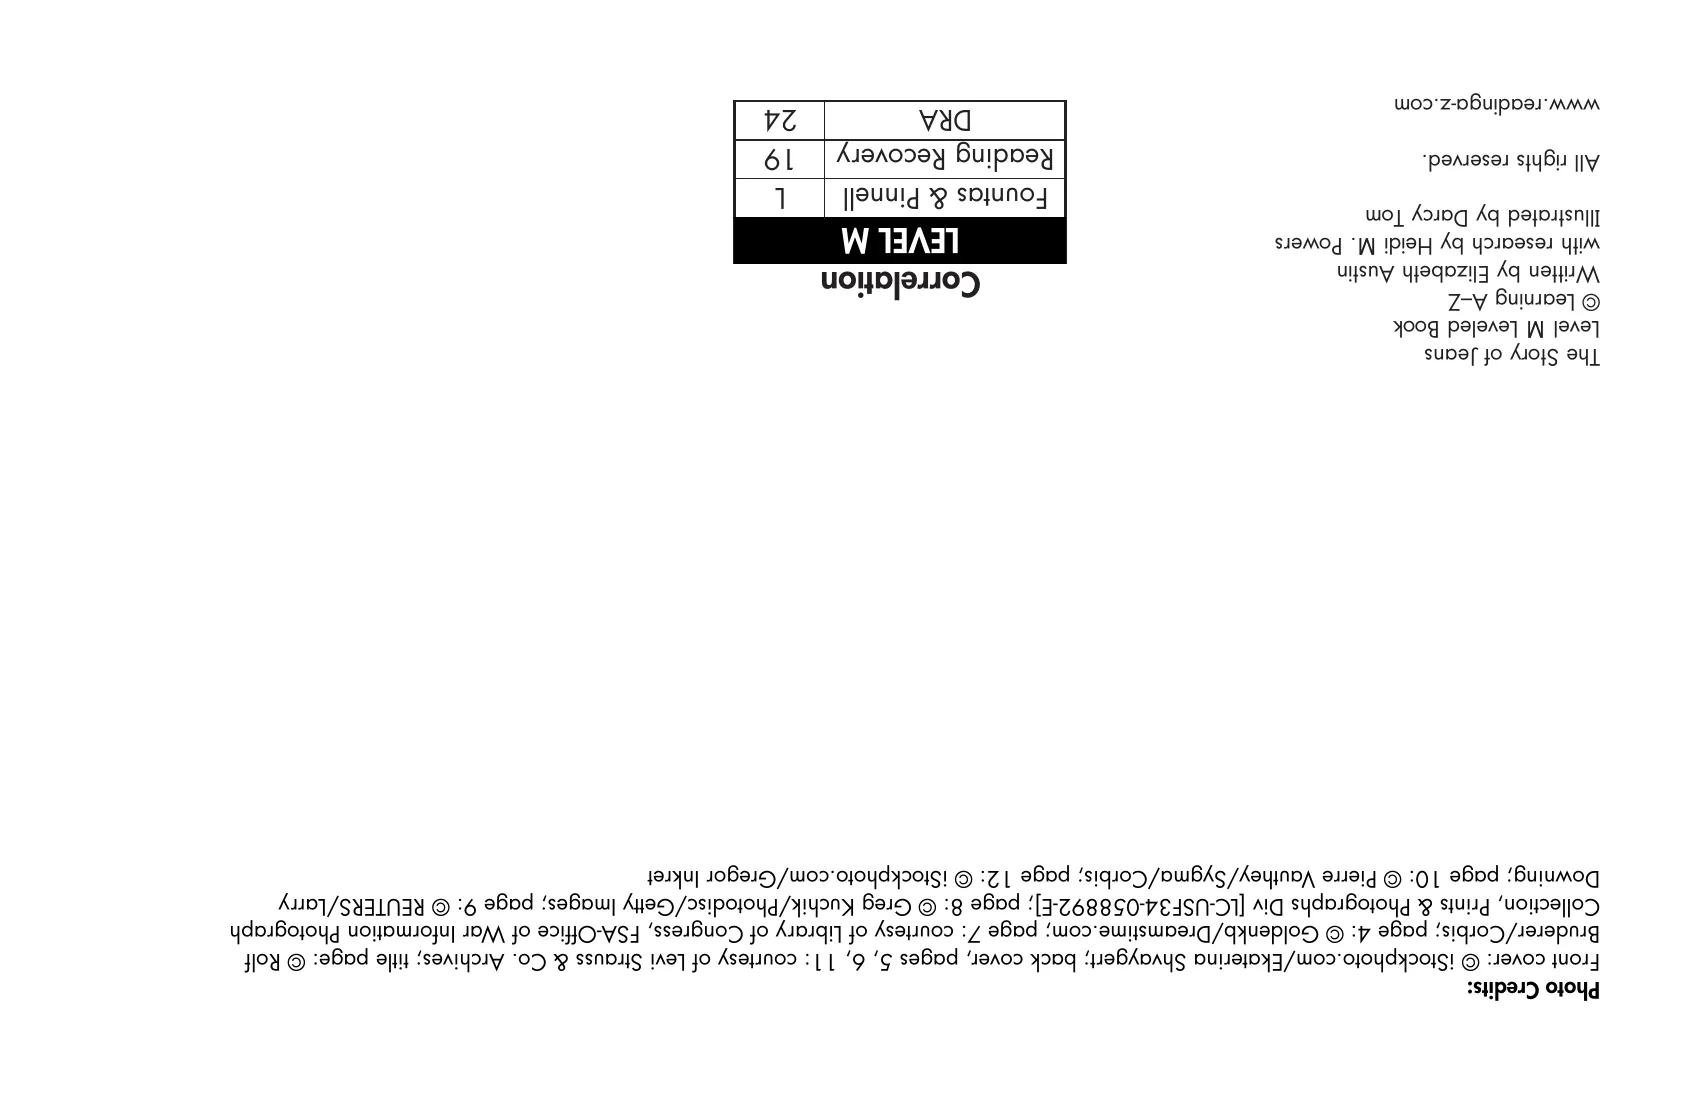 Photo Credits:
Front cover: © iStockphoto.com/Ekaterina Shvaygert; back cover, pages 5, 6, 11: courtesy of Levi Strauss & Co. Archives; title page: © Rolf
Bruderer/Corbis; page 4: © Goldenkb/Dreamstime.com; page 7: courtesy of Library of Congress, FSA-Office of War Information Photograph
Collection, Prints & Photographs Div [LC-USF34-058892-E]; page 8: © Greg Kuchik/Photodisc/Getty Images; page 9: © REUTERS/Larry
Downing; page 10: © Pierre Vauthey/Sygma/Corbis; page 12: © iStockphoto.com/Gregor Inkret
The Story of Jeans
Level M Leveled Book
© Learning A–Z
Written by Elizabeth Austin
with research by Heidi M. Powers
Illustrated by Darcy Tom
All rights reserved.
www.readinga-z.com
Correlation
LEVEL M
Fountas & Pinnell L
Reading Recovery 19
DRA 24